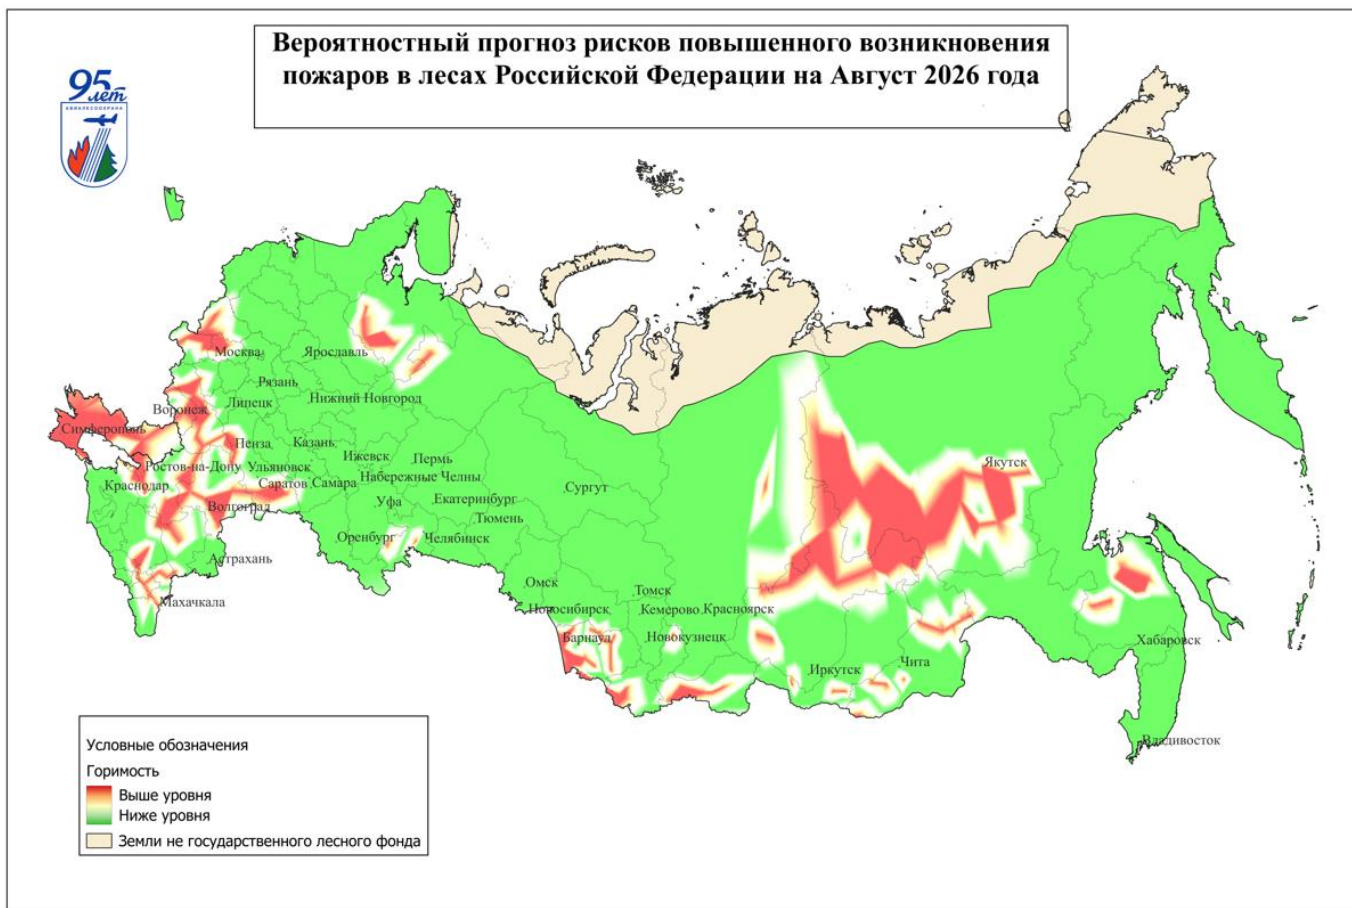 Вероятностный прогноз рисков повышенного возникновения
пожаров в лесах Российской Федерации на Август 2026 года
95
лет
АВИАЛЕСООХРАНА
Москва
Ярославль
Рязань
Воронеж
Липецк
Нижний Новгород
Симферополь
Пенза
Казань
Ижевск
Пермь
Якутск
Ростов-на-Дону
Ульяновск
Набережные Челны
Краснодар
Саратов
Самара
Сургут
Волгоград
Уфа
Екатеринбург
Тюмень
Оренбург
Челябинск
Астрахань
Омск
Томск
Махачкала
Новосибирск
Кемерово
Красноярск
Барнаул
Новокузнецк
Хабаровск
Иркутск
Чита
Владивосток
Условные обозначения
Горимость
Выше уровня
Ниже уровня
Земли не государственного лесного фонда